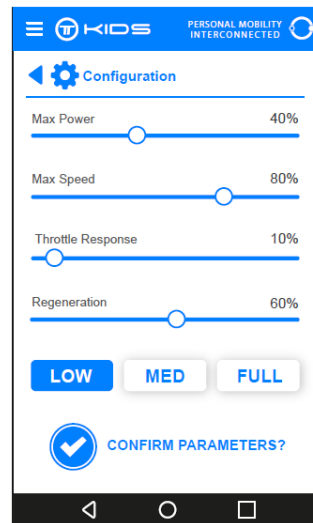 KIDS
PERSONAL MOBILITY
INTERCONNECTED
Configuration
Max Power 40%
Max Speed 80%
Throttle Response 10%
Regeneration 60%
LOW MED FULL
CONFIRM PARAMETERS?